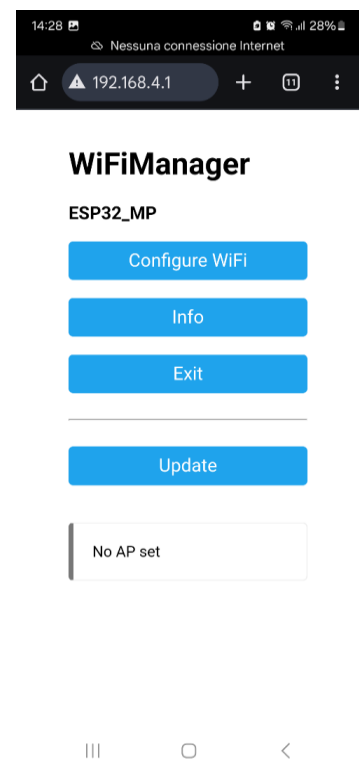 14:28 28%
Nessuna connessione Internet
192.168.4.1 11
WiFiManager
ESP32_MP
Configure WiFi
Info
Exit
Update
No AP set